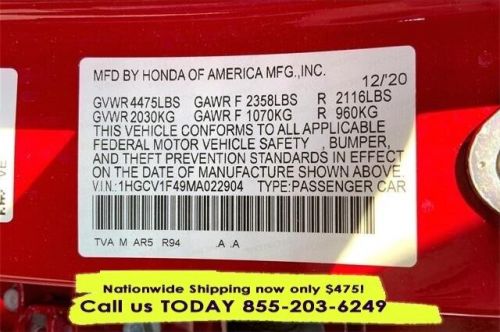 MFD BY HONDA OF AMERICA MFG.,INC.
12/'20
GVWR 4475LBS GAWR F 2358LBS R 2116LBS
GVWR 2030KG GAWR F 1070KG R 960KG
THIS VEHICLE CONFORMS TO ALL APPLICABLE
FEDERAL MOTOR VEHICLE SAFETY , BUMPER,
AND THEFT PREVENTION STANDARDS IN EFFECT
ON THE DATE OF MANUFACTURE SHOWN ABOVE.
V.I.N.:1HGCV1F49MA022904 TYPE:PASSENGER CAR
TVA M AR5 R94 .A .A
Nationwide Shipping now only $475!
Call us TODAY 855-203-6249